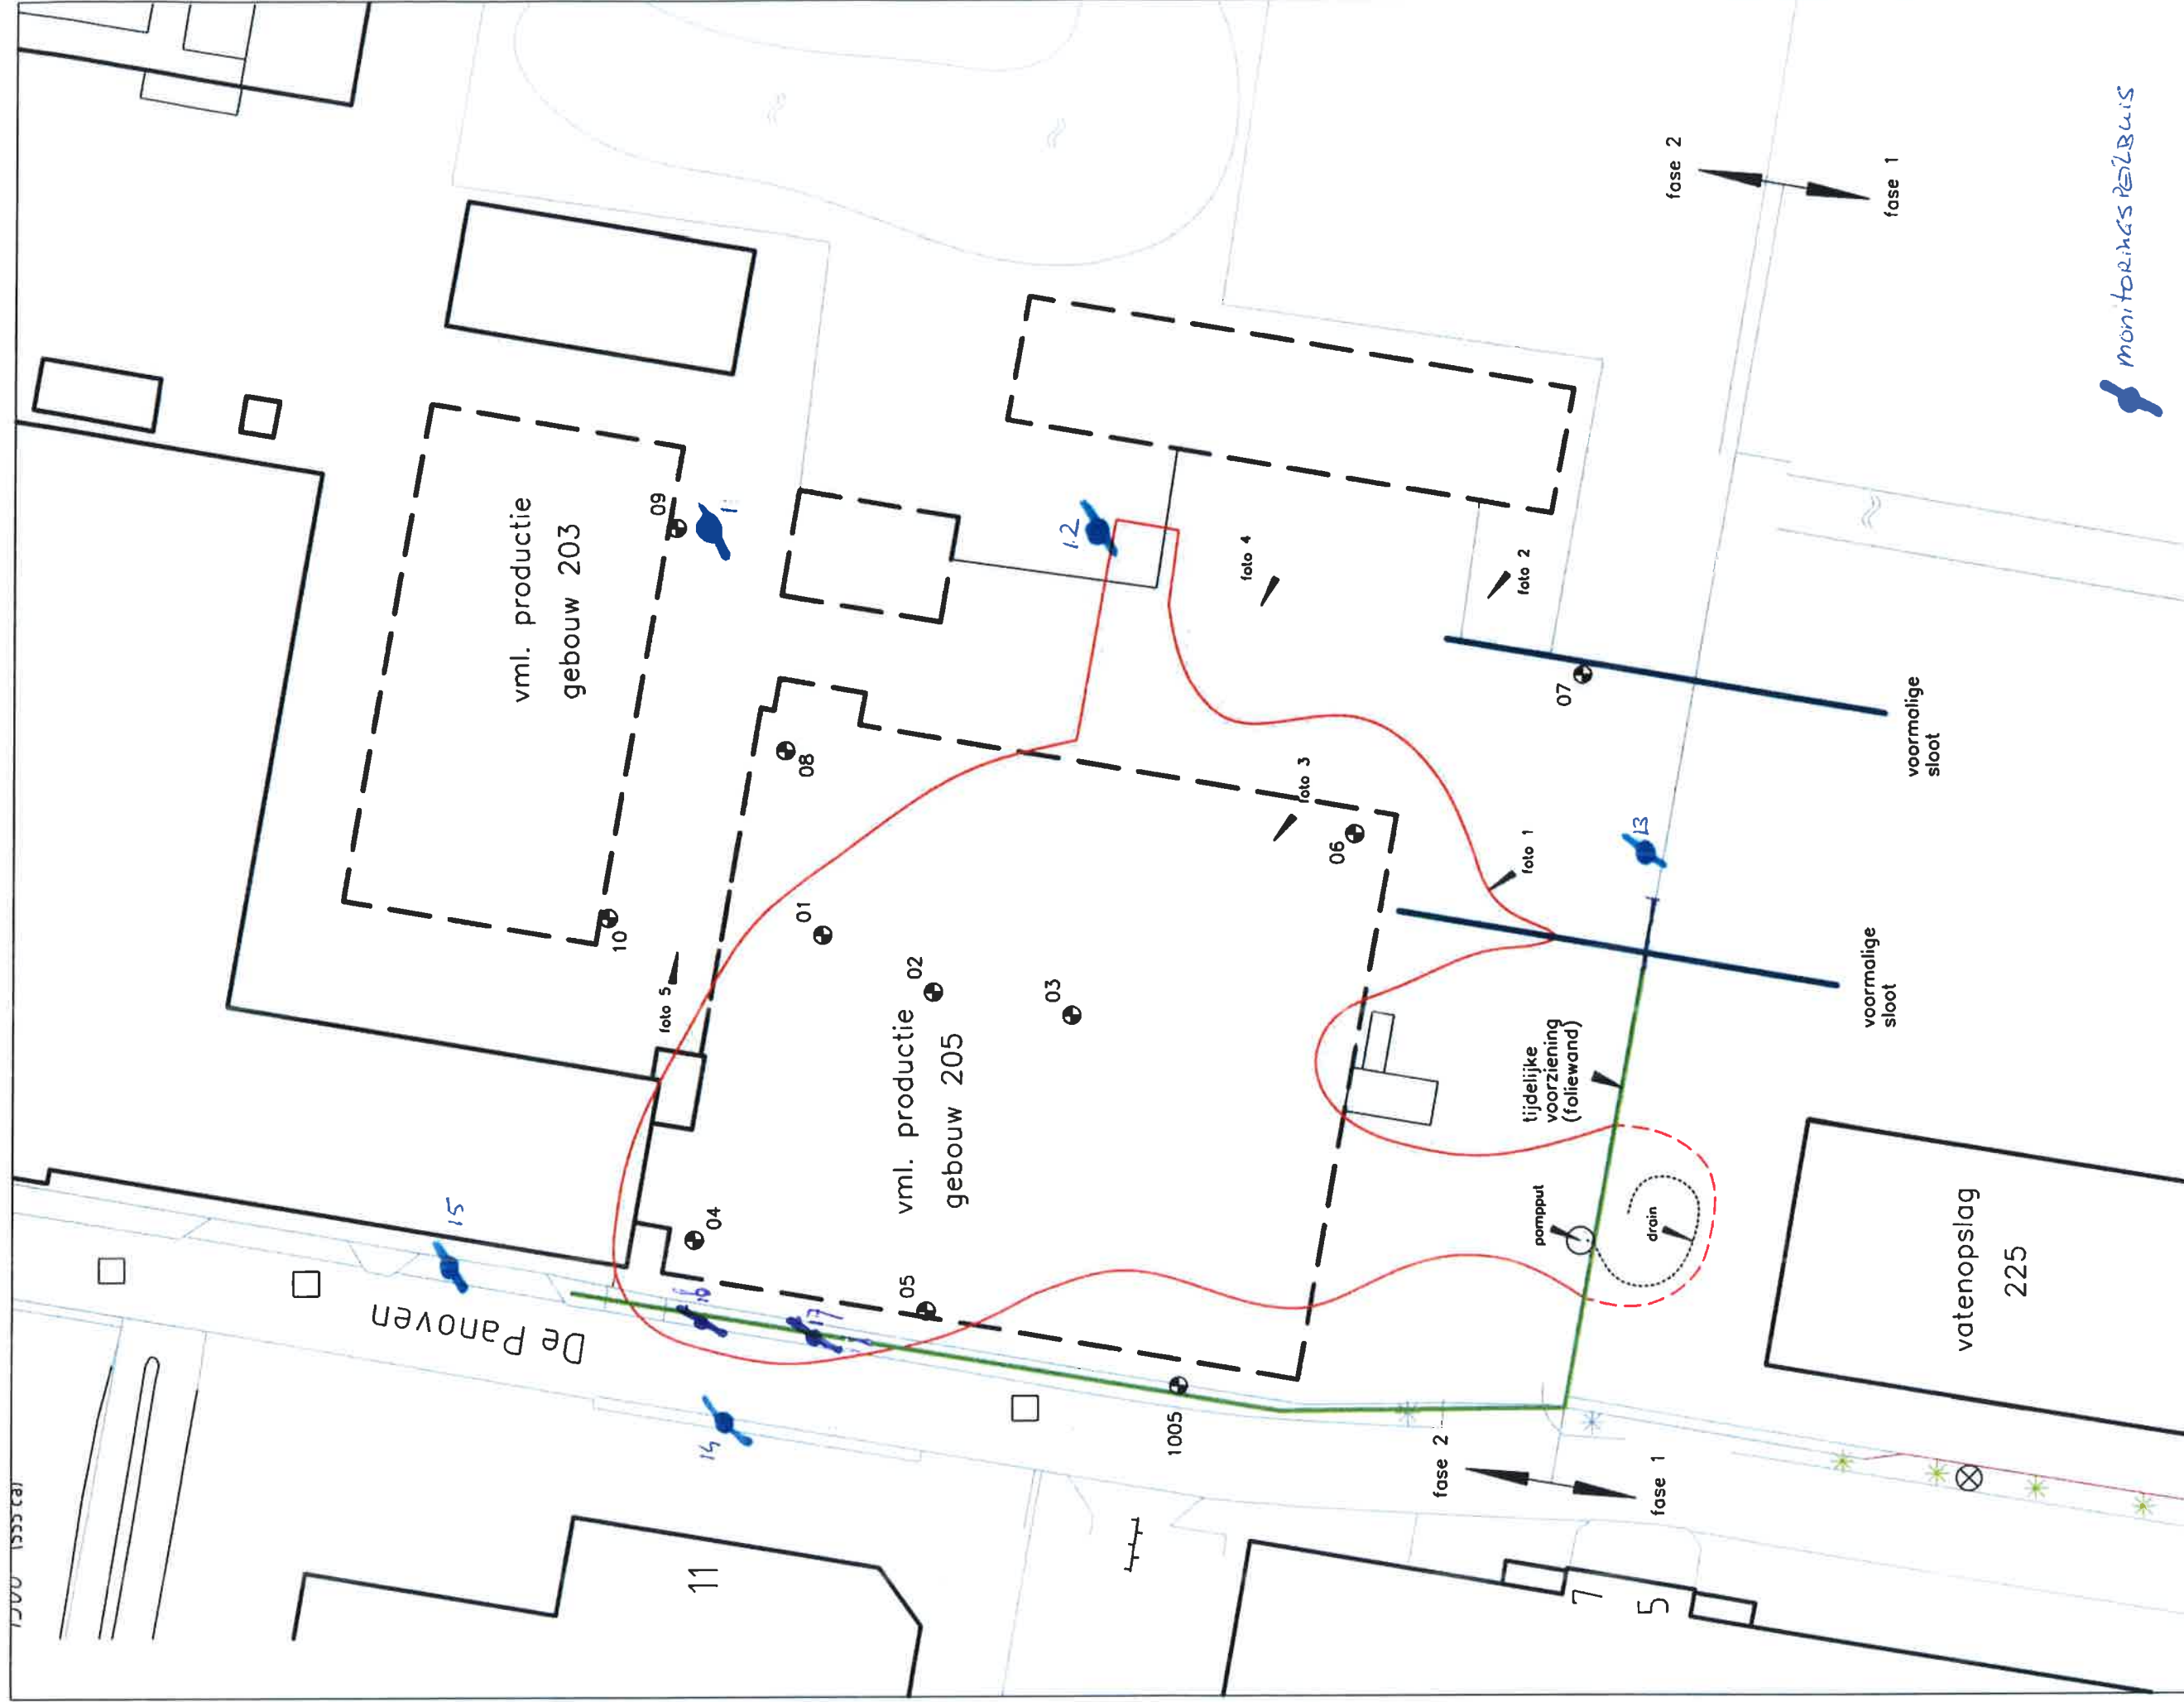 vml. productie
gebouw 203
09
11
10
foto 5
08
01
02
03
vml. productie
gebouw 205
04
05
06
07
12
foto 4
foto 2
foto 3
foto 1
13
fase 2
fase 1
voormalige
sloot
voormalige
sloot
tijdelijke
voorziening
(foliewand)
pompput
drain
vatenopslag
2225
15
De Panoven
16
17
14
1005
fase 2
fase 1
11
7
5
monitoringspeilbuis